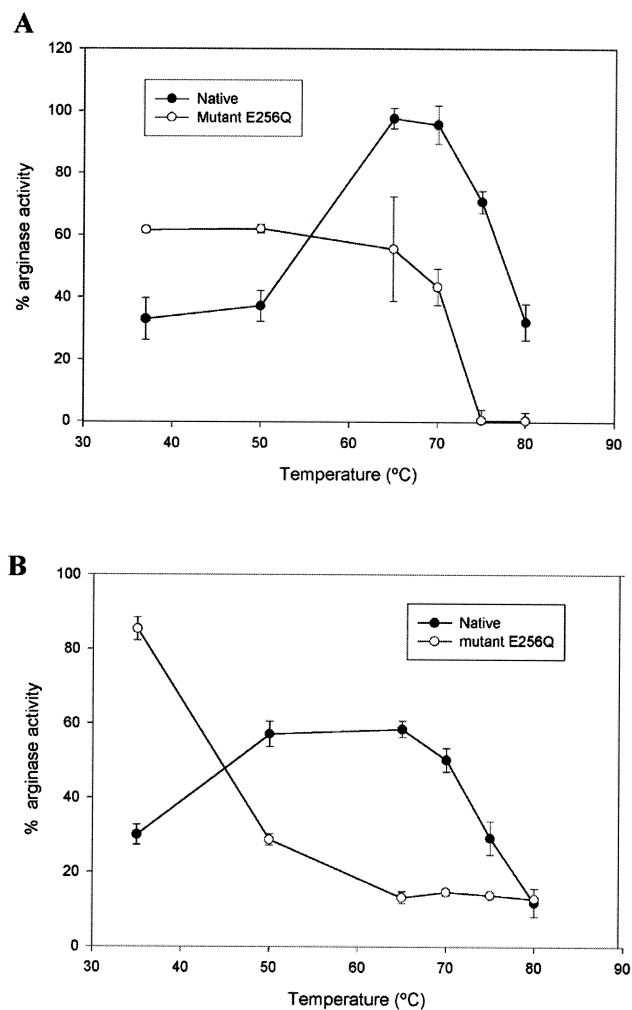 A
120
100
80
60
40
20
0
% arginase activity
Native
Mutant E256Q
30 40 50 60 70 80 90
Temperature (ºC)
B
100
80
60
40
20
0
% arginase activity
Native
mutant E256Q
30 40 50 60 70 80 90
Temperature (ºC)